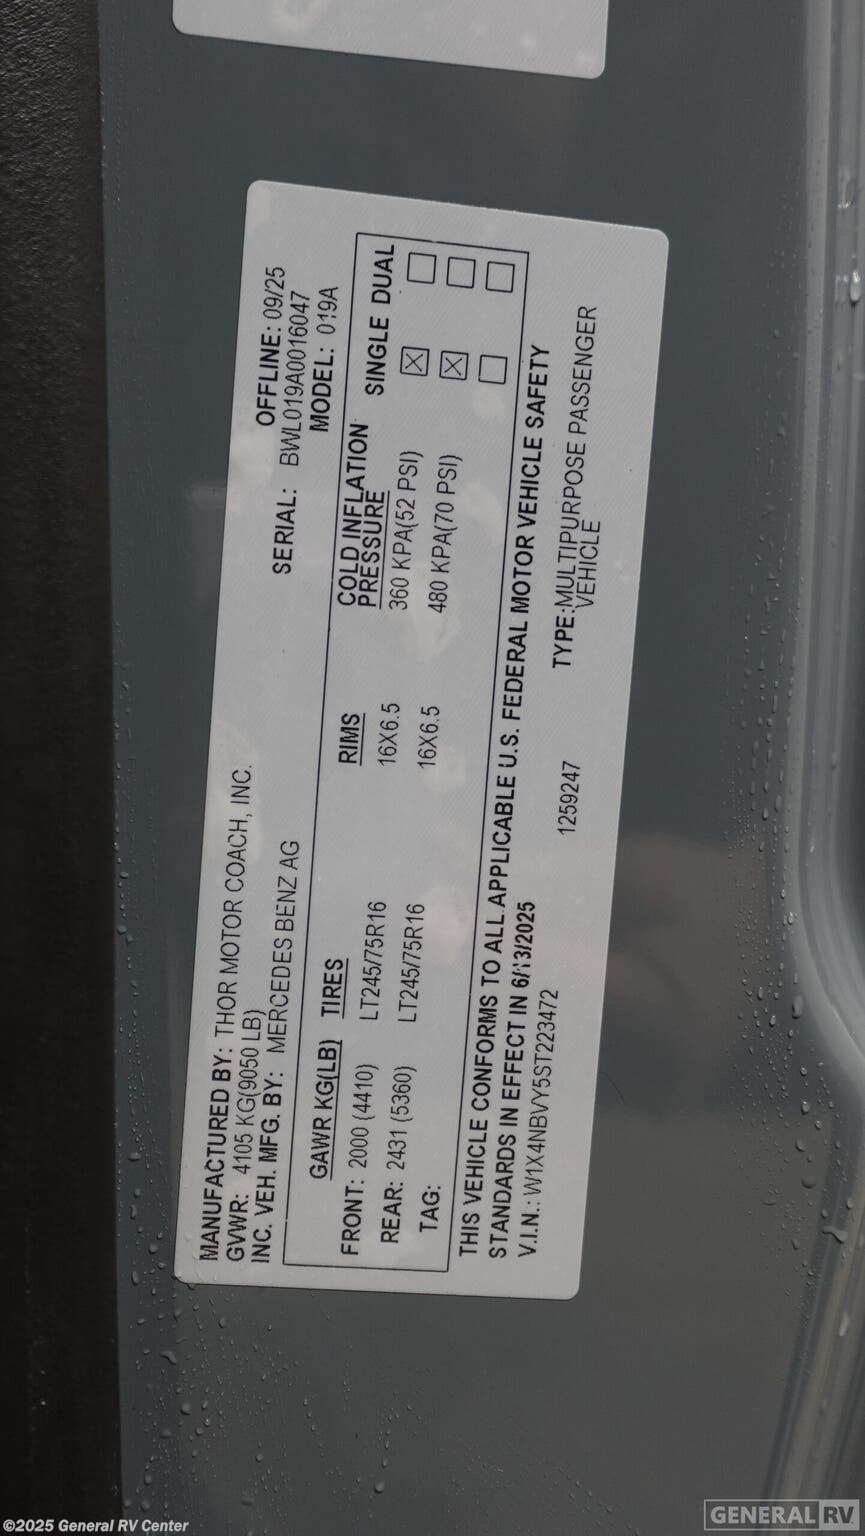 MANUFACTURED BY: THOR MOTOR COACH, INC.
OFFLINE: 09/25
GVWR: 4105 KG(9050 LB)
SERIAL: BWL019A0016047
INC. VEH. MFG. BY: MERCEDES BENZ AG
MODEL: 019A
GAWR KG(LB) TIRES RIMS COLD INFLATION PRESSURE SINGLE DUAL
FRONT: 2000 (4410) LT245/75R16 16X6.5 360 KPA(52 PSI) ☒ ☐
REAR: 2431 (5360) LT245/75R16 16X6.5 480 KPA(70 PSI) ☒ ☐
TAG: ☐ ☐
THIS VEHICLE CONFORMS TO ALL APPLICABLE U.S. FEDERAL MOTOR VEHICLE SAFETY
STANDARDS IN EFFECT IN 6/13/2025
V.I.N.: W1X4NBVY5ST223472 1259247 TYPE:MULTIPURPOSE PASSENGER
VEHICLE
©2025 General RV Center
GENERAL RV